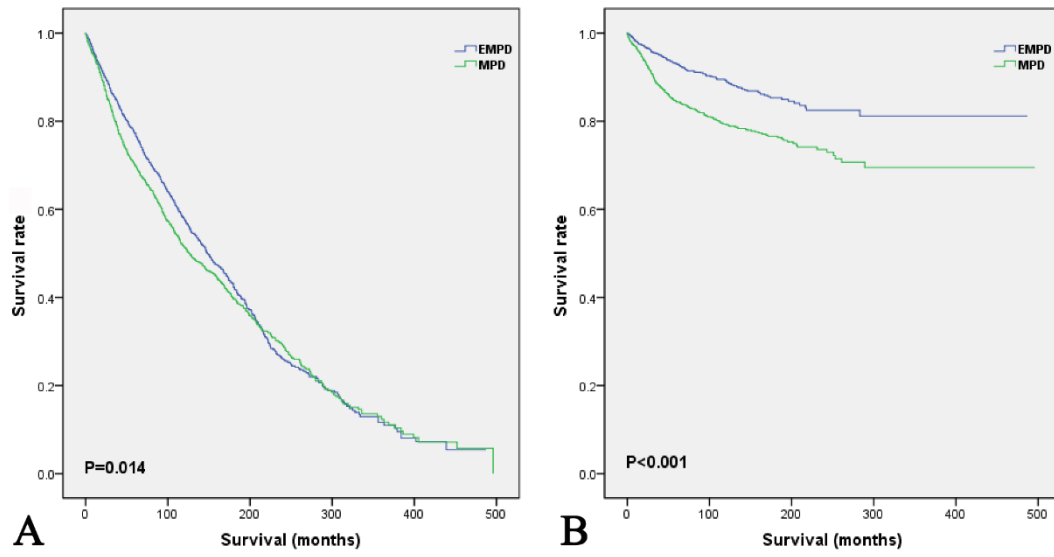 EMPD
MPD
1.0
0.8
0.6
0.4
0.2
0.0
Survival rate
P=0.014
0 100 200 300 400 500
Survival (months)
A
EMPD
MPD
1.0
0.8
0.6
0.4
0.2
0.0
Survival rate
P<0.001
0 100 200 300 400 500
Survival (months)
B